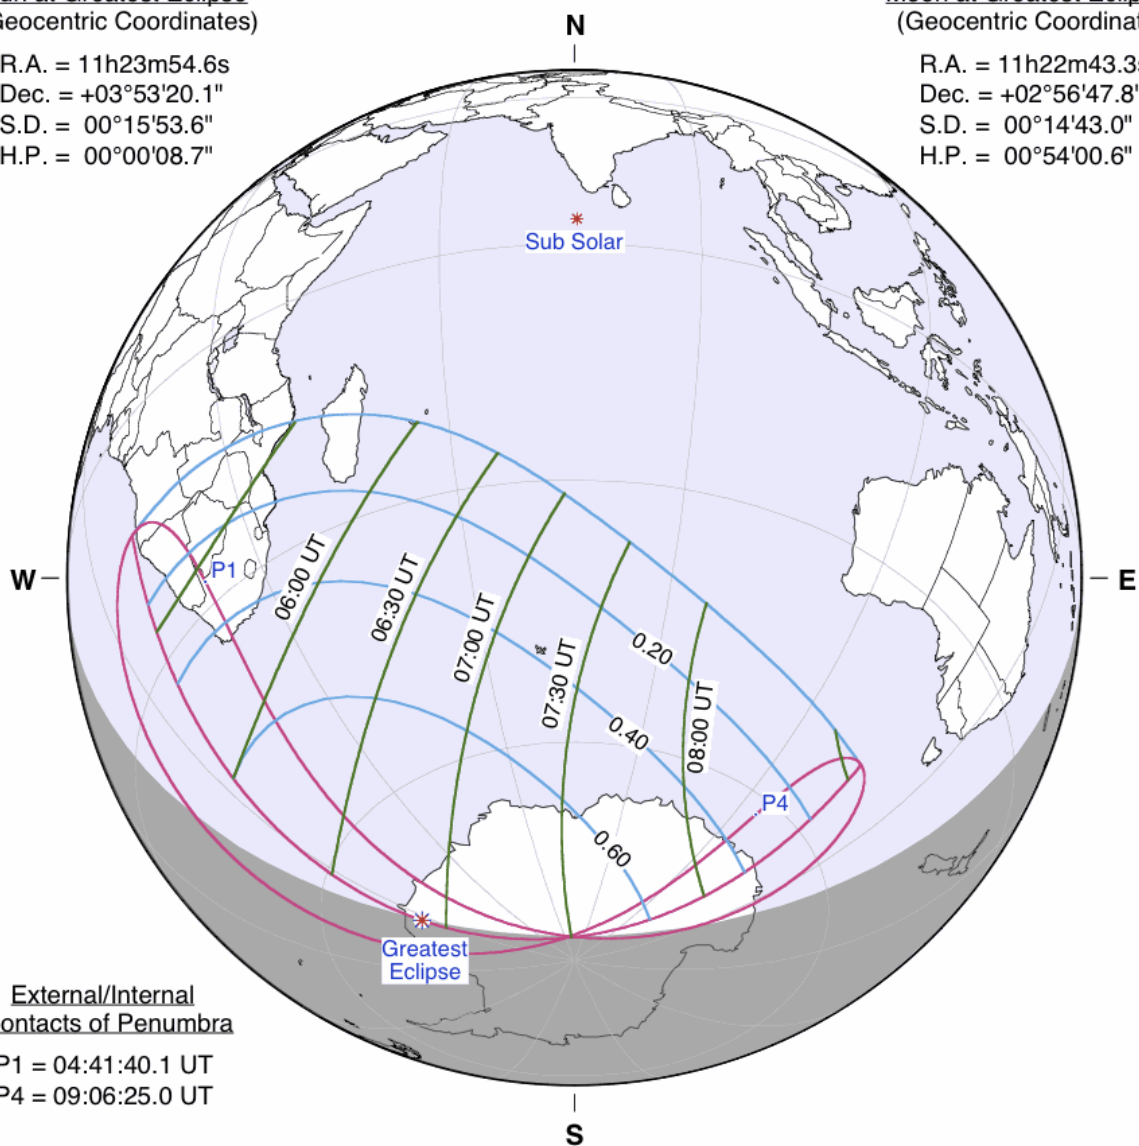 (Geocentric Coordinates)
R.A. = 11h23m54.6s
Dec. = +03°53'20.1"
S.D. = 00°15'53.6"
H.P. = 00°00'08.7"
N
(Geocentric Coordinat
R.A. = 11h22m43.3s
Dec. = +02°56'47.8"
S.D. = 00°14'43.0"
H.P. = 00°54'00.6"
Sub Solar
W
E
P1
06:00 UT
06:30 UT
07:00 UT
07:30 UT
08:00 UT
0.20
0.40
0.60
P4
Greatest
Eclipse
External/Internal
ontacts of Penumbra
P1 = 04:41:40.1 UT
P4 = 09:06:25.0 UT
S